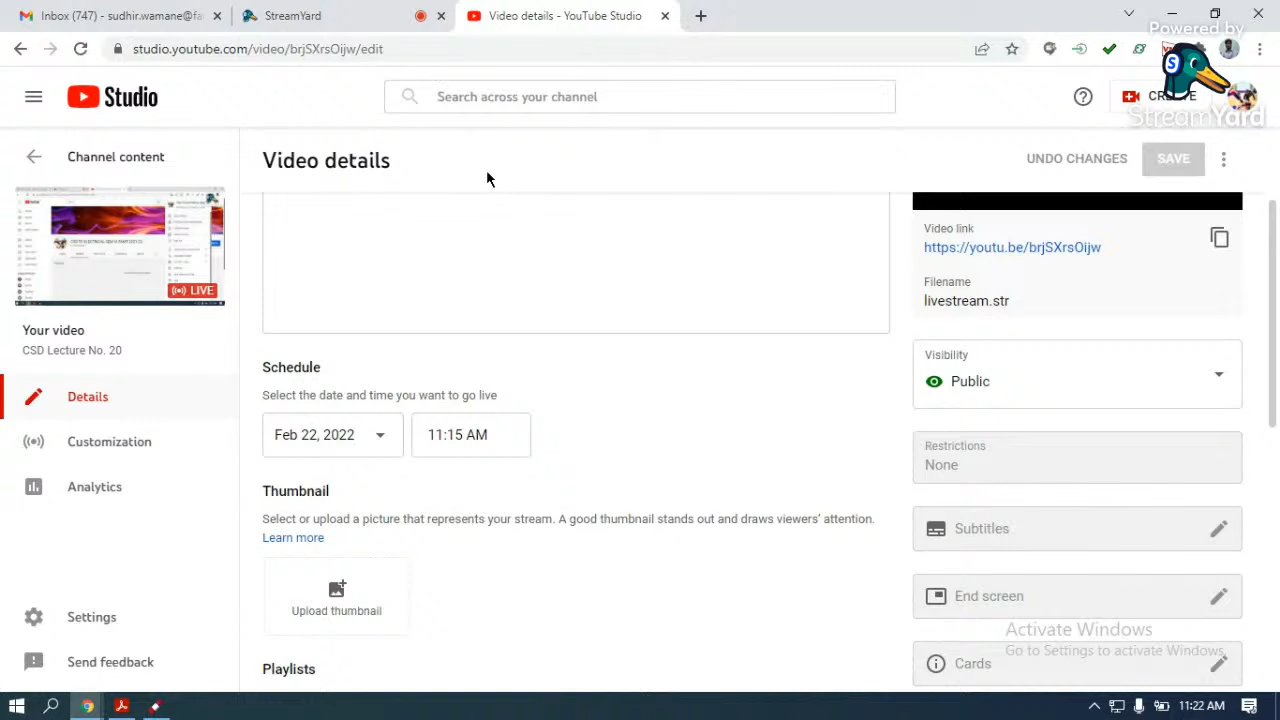 Inbox (747) - sudhir.wamane@fa
StreamYard
Video details - YouTube Studio
Powered by
studio.youtube.com/video/brjSXrsOijw/edit
Studio
Search across your channel
CREATE
StreamYard
Channel content
Video details
UNDO CHANGES
SAVE
LIVE
Your video
CSD Lecture No. 20
Details
Customization
Analytics
Settings
Send feedback
Schedule
Select the date and time you want to go live
Feb 22, 2022
11:15 AM
Thumbnail
Select or upload a picture that represents your stream. A good thumbnail stands out and draws viewers' attention.
Learn more
Upload thumbnail
Playlists
Video link
https://youtu.be/brjSXrsOijw
Filename
livestream.str
Visibility
Public
Restrictions
None
Subtitles
End screen
Cards
Activate Windows
Go to Settings to activate Windows.
11:22 AM